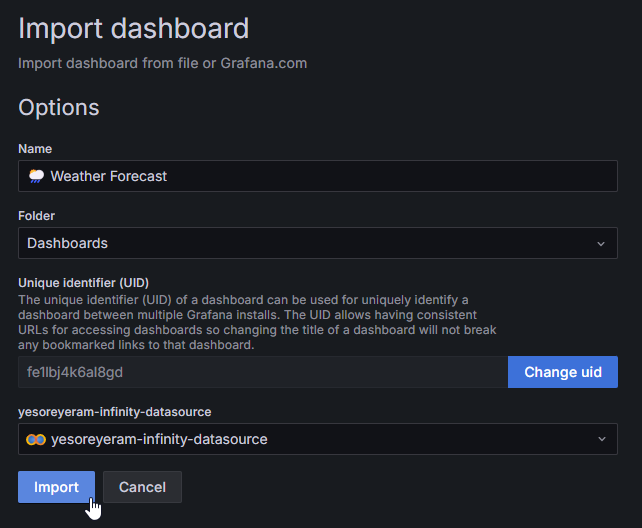 Import dashboard
Import dashboard from file or Grafana.com
Options
Name
Weather Forecast
Folder
Dashboards
Unique identifier (UID)
The unique identifier (UID) of a dashboard can be used for uniquely identify a
dashboard between multiple Grafana installs. The UID allows having consistent
URLs for accessing dashboards so changing the title of a dashboard will not break
any bookmarked links to that dashboard.
fe1lbj4k6al8gd
Change uid
yesoreyeram-infinity-datasource
yesoreyeram-infinity-datasource
Import
Cancel